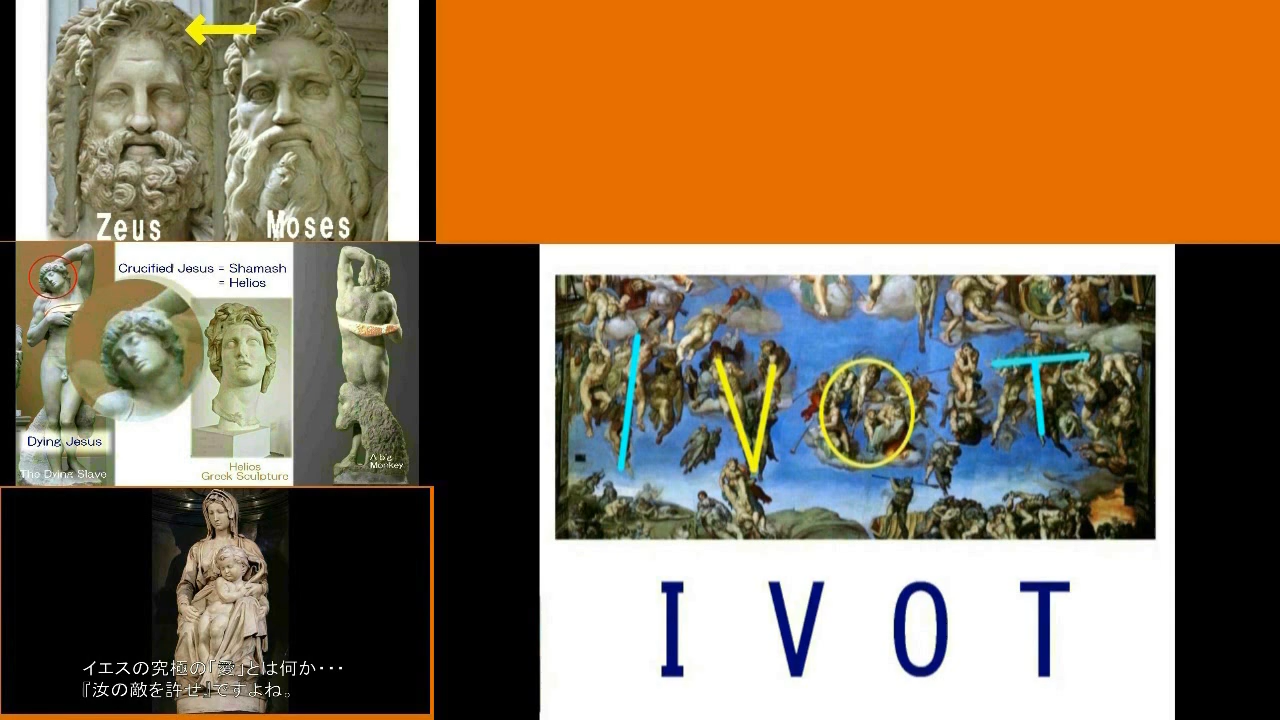 Zeus
Moses
Crucified Jesus = Shamash
= Helios
Dying Jesus
The Dying Slave
Helios
Greek Sculpture
A big
Monkey
イエスの究極の「愛」とは何か・・・
『汝の敵を許せ』ですよね。
I V O T
I V O T